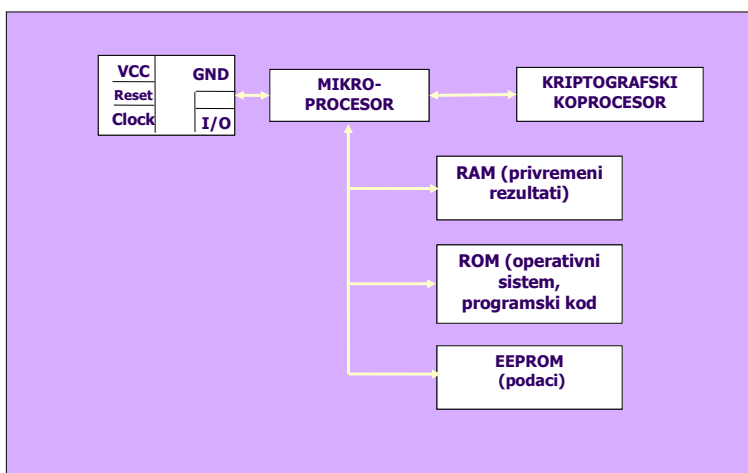 VCC
GND
Reset
Clock
I/O
MIKRO-
PROCESOR
KRIPTOGRAFSKI
KOPROCESOR
RAM (privremeni
rezultati)
ROM (operativni
sistem,
programski kod
EEPROM
(podaci)